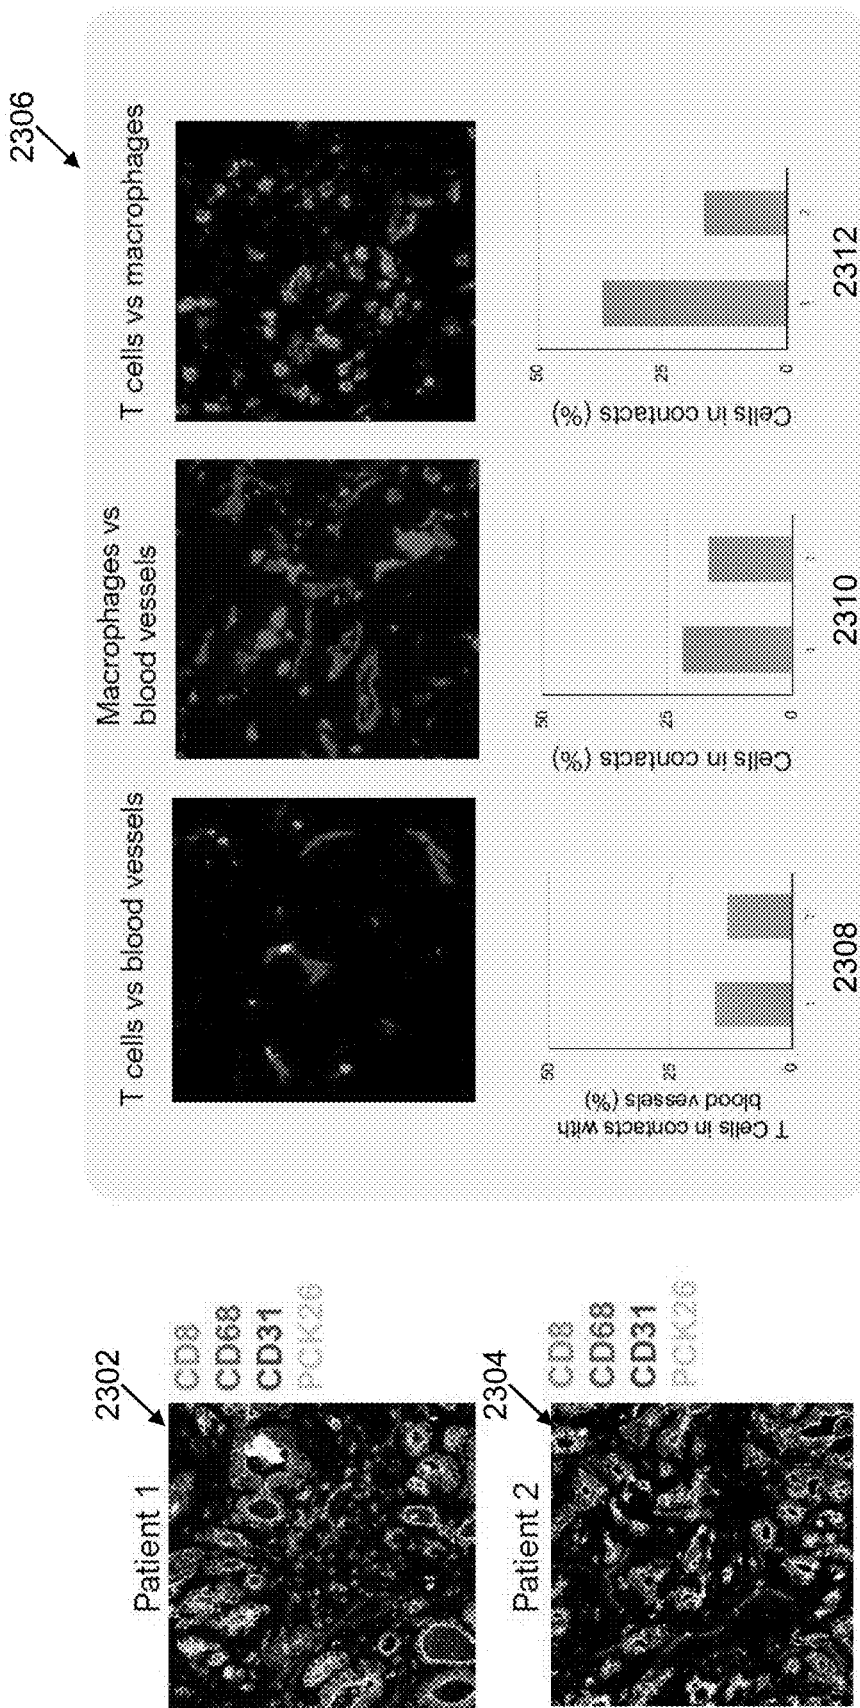 2306
T cells vs macrophages
50
25
0
Cells in contacts (%)
2312
Macrophages vs
blood vessels
50
25
0
Cells in contacts (%)
2310
T cells vs blood vessels
50
25
0
T Cells in contacts with
blood vessels (%)
2308
2302
Patient 1
CD8
CD68
CD31
PCK26
2304
Patient 2
CD8
CD68
CD31
PCK26